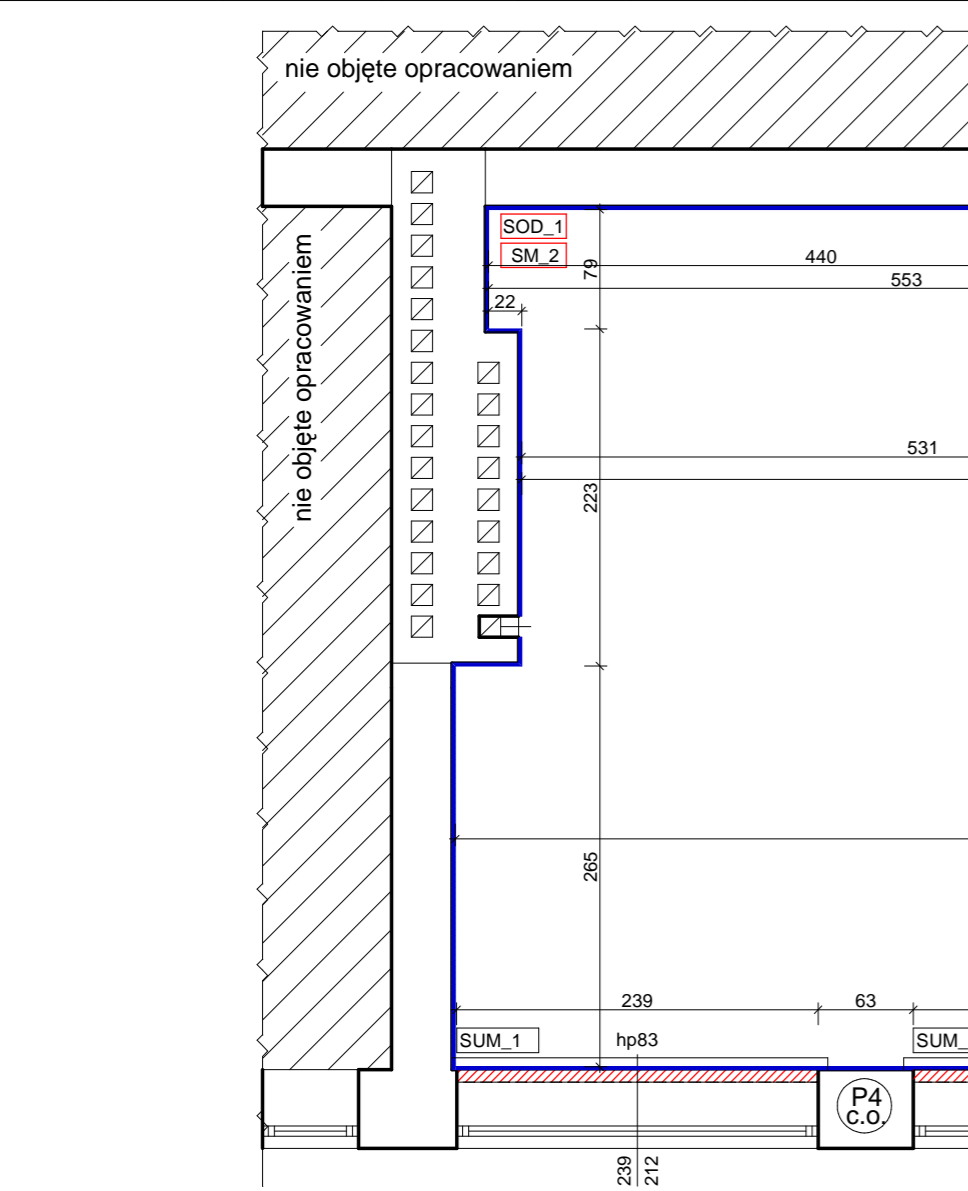 nie objęte opracowaniem
nie objęte opracowaniem
SOD_1
SM_2
79
440
553
22
531
223
265
239
63
SUM_1
hp83
SUM_
P4
c.o.
239
212